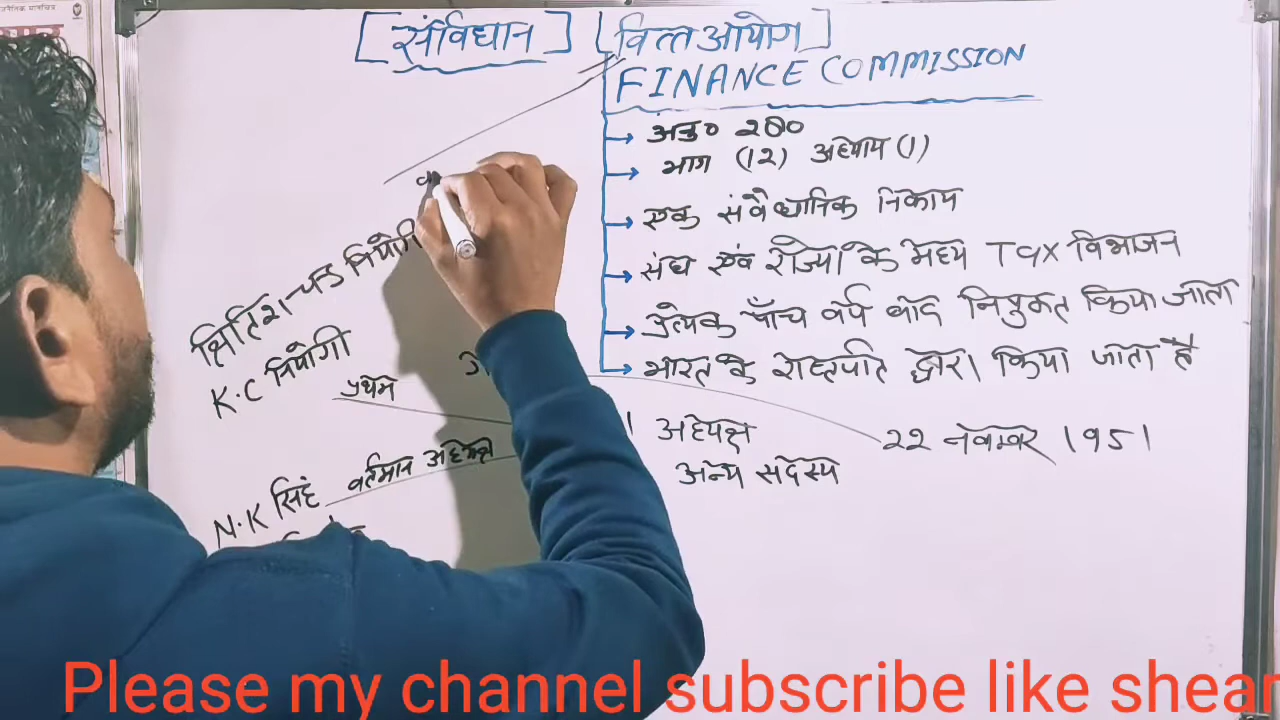 [संविधान] [वित्त आयोग]
FINANCE COMMISSION
अनु० 280
भाग (12) अध्याय (1)
एक संवैधानिक निकाय
संघ एवं राज्यों के मध्य Tax विभाजन
प्रत्येक पाँच वर्ष बाद नियुक्त किया जाता
भारत के राष्ट्रपति द्वारा किया जाता है
अध्यक्ष
अन्य सदस्य
22 नवम्बर 1951
क्षितिश चन्द्र नियोगी
K.C नियोगी
प्रथम
वर्तमान अध्यक्ष
N.K सिंह
Please my channel subscribe like shear